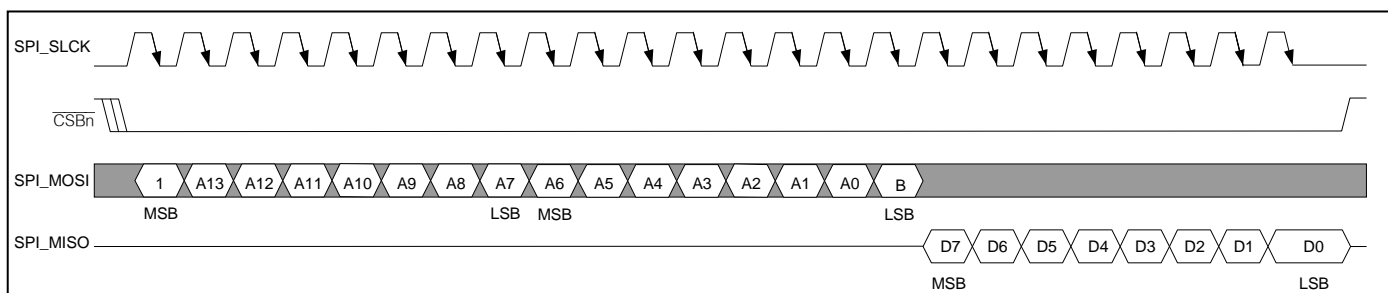 SPI_SLCK
CSBn
SPI_MOSI 1 A13 A12 A11 A10 A9 A8 A7 A6 A5 A4 A3 A2 A1 A0 B
MSB LSB MSB LSB
SPI_MISO D7 D6 D5 D4 D3 D2 D1 D0
MSB LSB